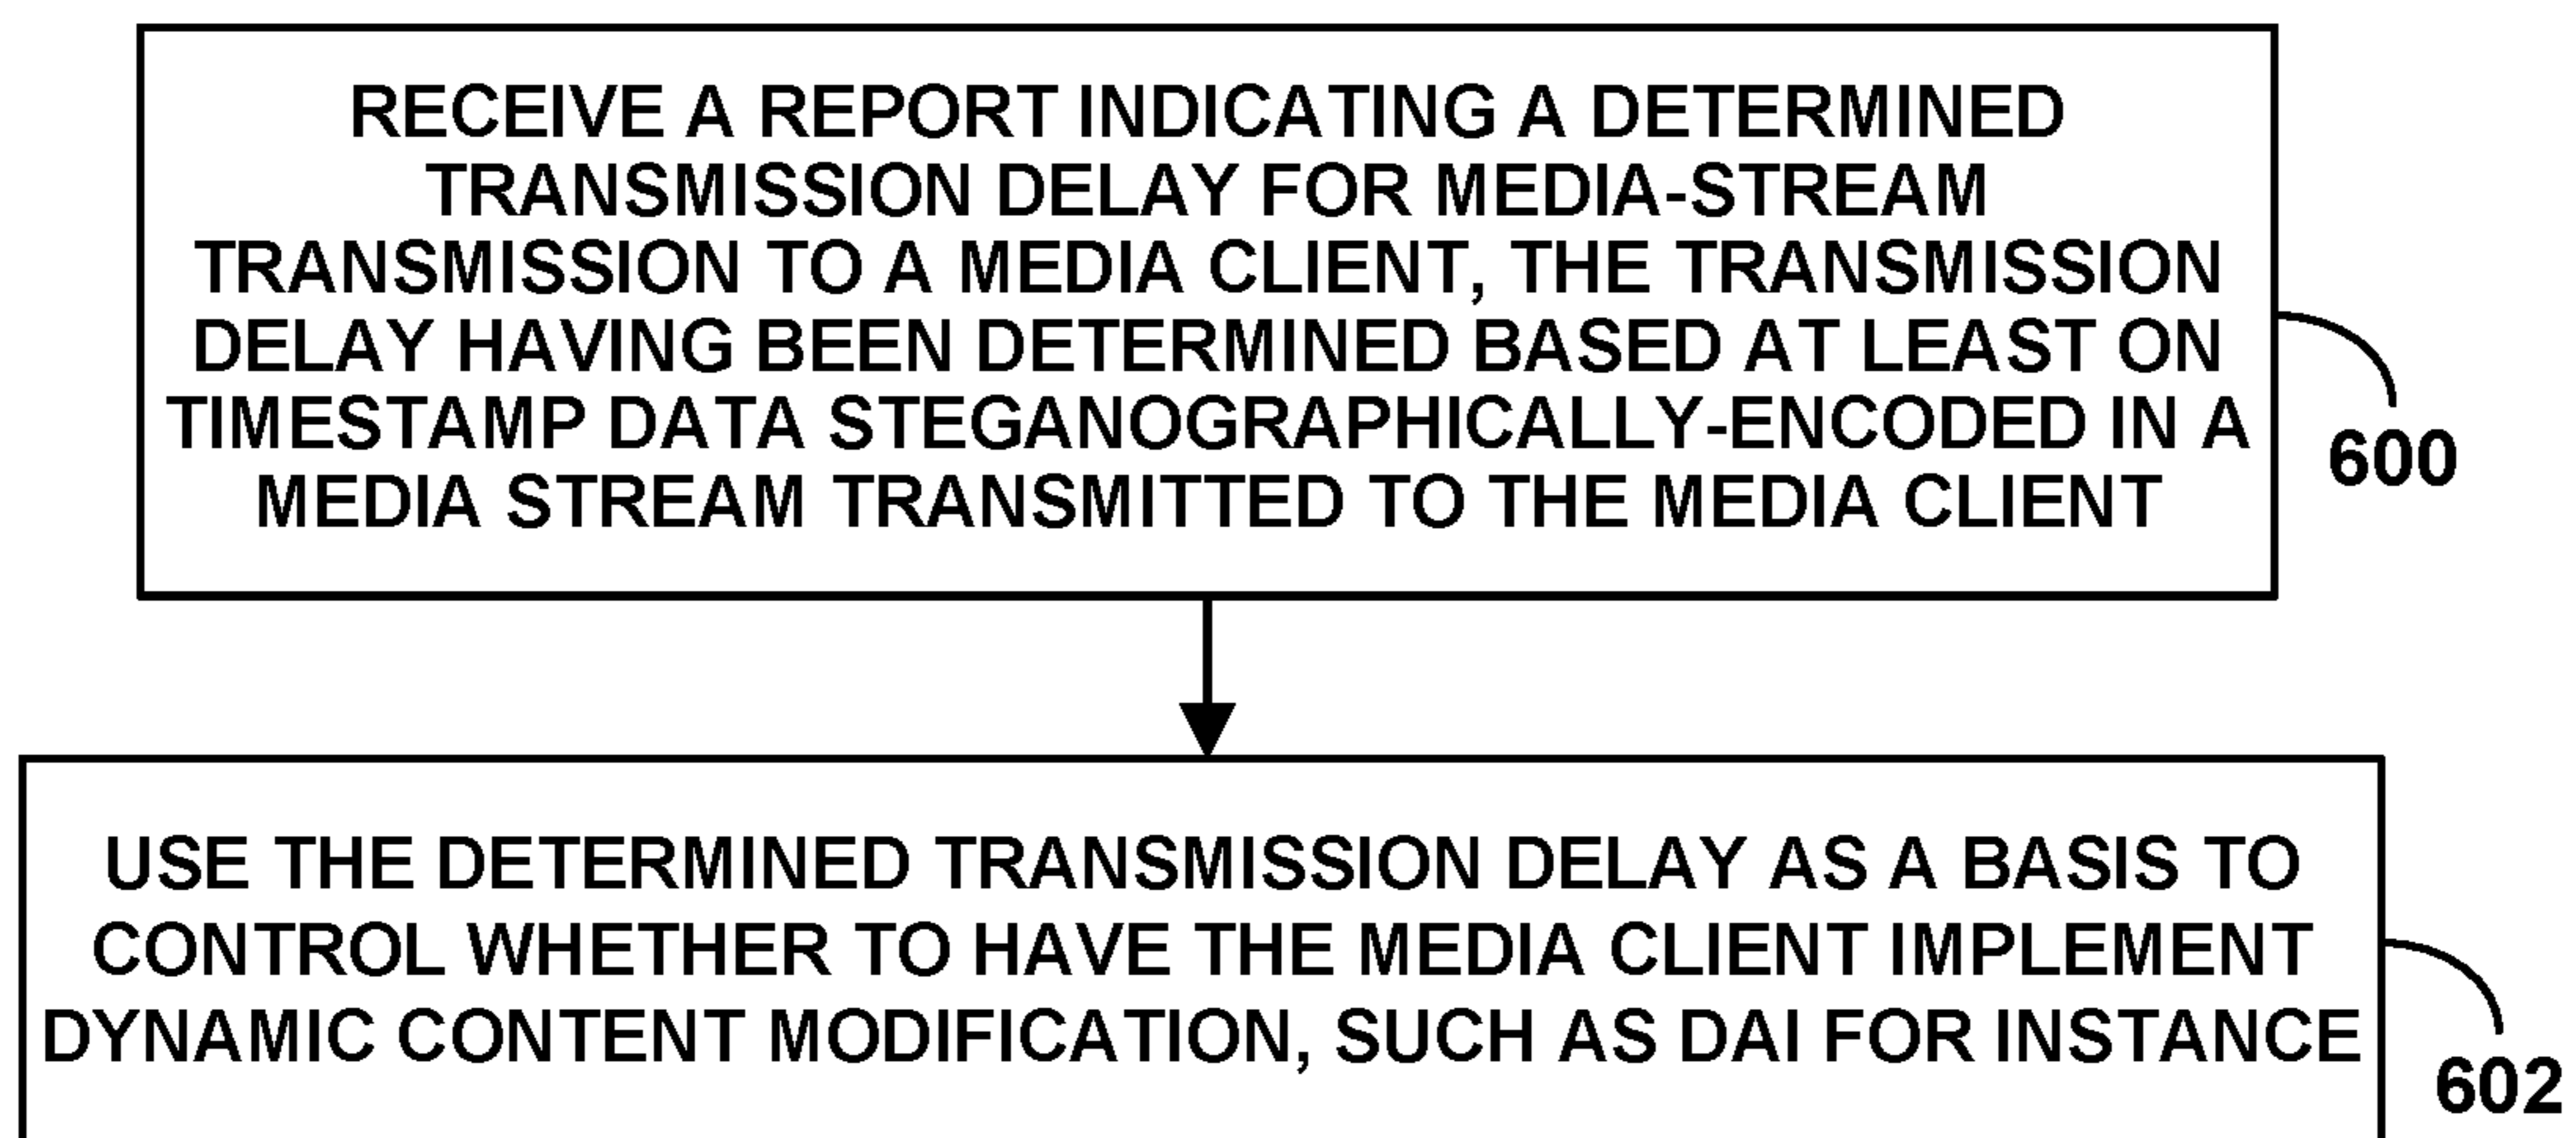 RECEIVE A REPORT INDICATING A DETERMINED
TRANSMISSION DELAY FOR MEDIA-STREAM
TRANSMISSION TO A MEDIA CLIENT, THE TRANSMISSION
DELAY HAVING BEEN DETERMINED BASED AT LEAST ON
TIMESTAMP DATA STEGANOGRAPHICALLY-ENCODED IN A
MEDIA STREAM TRANSMITTED TO THE MEDIA CLIENT
600
USE THE DETERMINED TRANSMISSION DELAY AS A BASIS TO
CONTROL WHETHER TO HAVE THE MEDIA CLIENT IMPLEMENT
DYNAMIC CONTENT MODIFICATION, SUCH AS DAI FOR INSTANCE
602